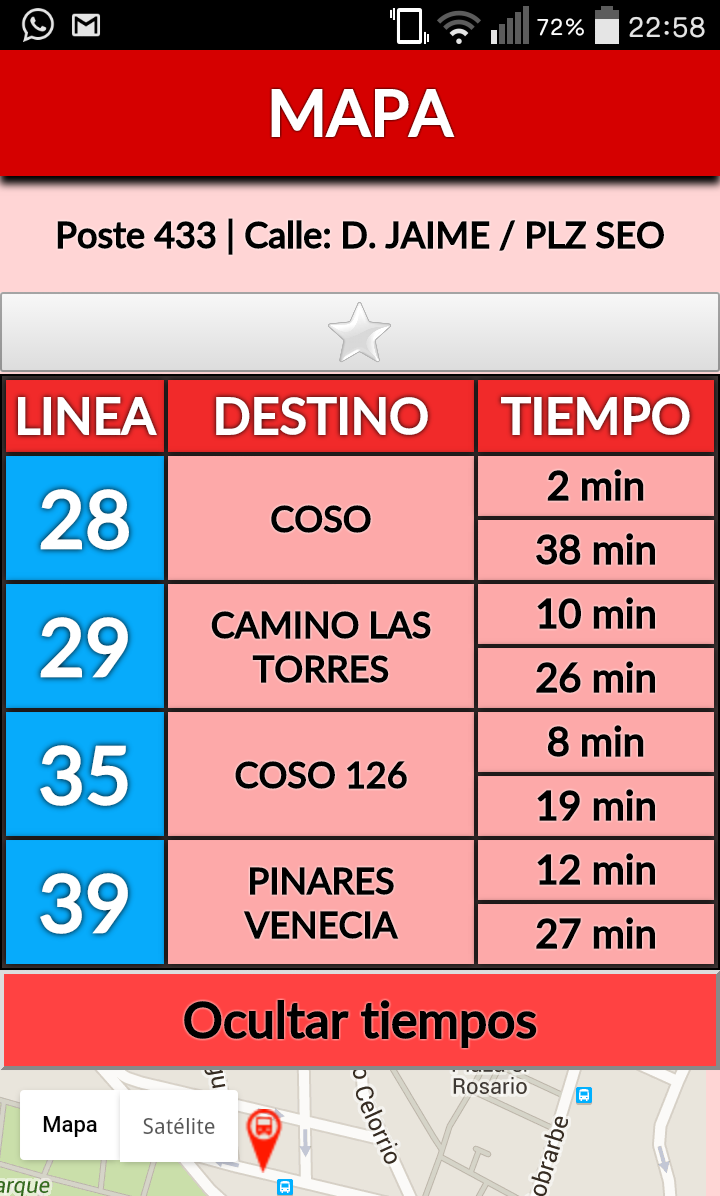 72% 22:58
MAPA
Poste 433 | Calle: D. JAIME / PLZ SEO
LINEA DESTINO TIEMPO
28 COSO 2 min
38 min
29 CAMINO LAS TORRES 10 min
26 min
35 COSO 126 8 min
19 min
39 PINARES VENECIA 12 min
27 min
Ocultar tiempos
Rosario
Mapa Satélite
o Celorrio
obrarbe
arque